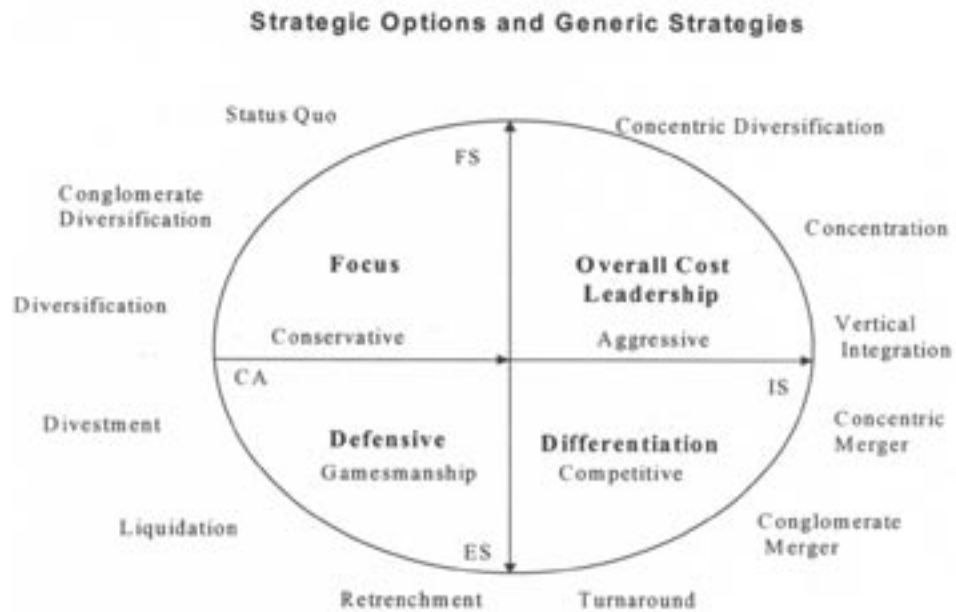 Strategic Options and Generic Strategies
Status Quo
Concentric Diversification
FS
Conglomerate
Diversification
Concentration
Focus
Overall Cost
Leadership
Diversification
Conservative
Aggressive
Vertical
Integration
CA
IS
Divestment
Defensive
Gamesmanship
Differentiation
Competitive
Concentric
Merger
Liquidation
Conglomerate
Merger
ES
Retrenchment
Turnaround